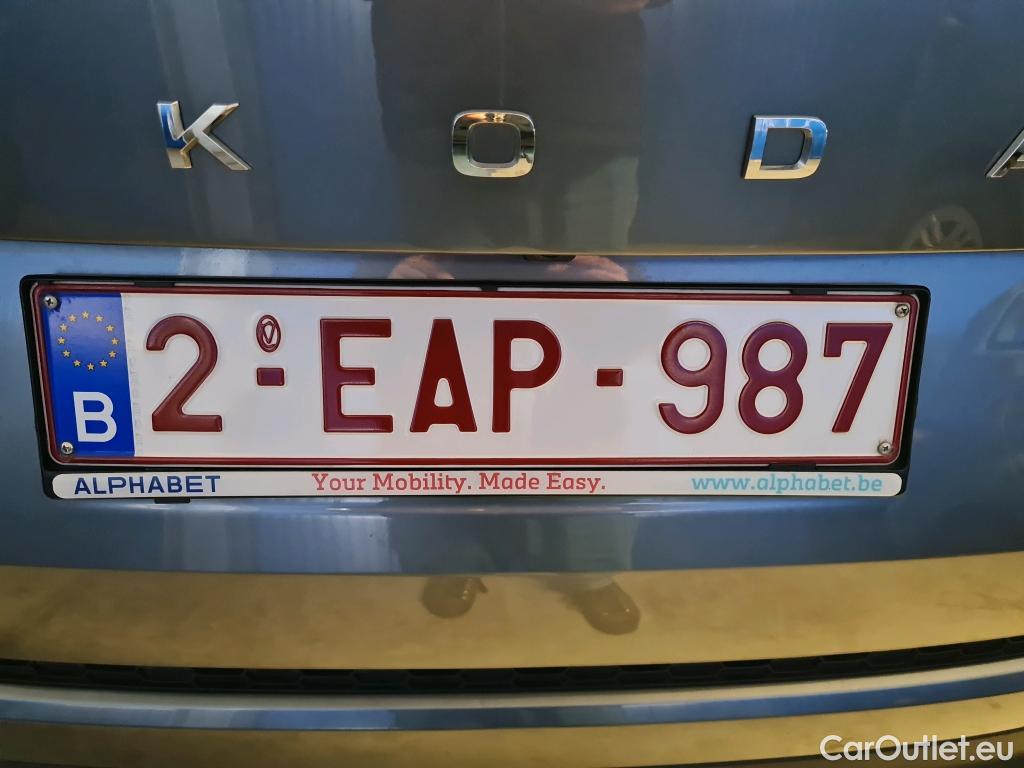 KODA
2-EAP-987
B
ALPHABET Your Mobility. Made Easy. www.alphabet.be
CarOutlet.eu